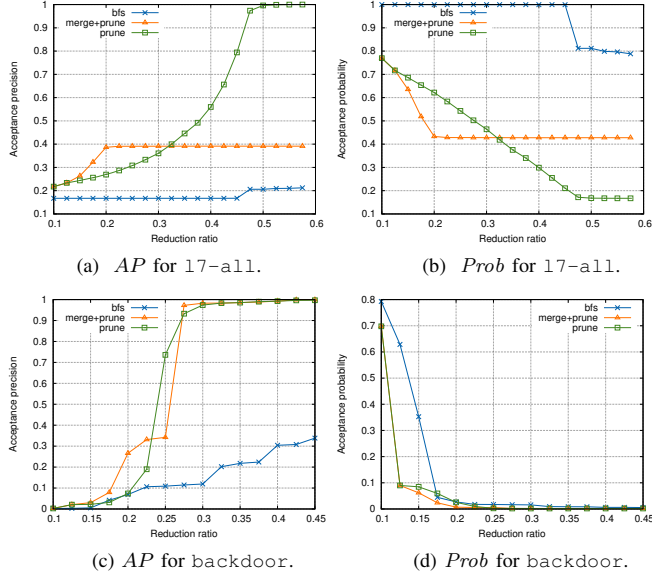 bfs
merge+prune
prune
Acceptance precision
1
0.9
0.8
0.7
0.6
0.5
0.4
0.3
0.2
0.1
0.1 0.2 0.3 0.4 0.5 0.6
Reduction ratio
(a) AP for l7-all.
bfs
merge+prune
prune
Acceptance probability
1
0.9
0.8
0.7
0.6
0.5
0.4
0.3
0.2
0.1
0.1 0.2 0.3 0.4 0.5 0.6
Reduction ratio
(b) Prob for l7-all.
bfs
merge+prune
prune
Acceptance precision
1
0.9
0.8
0.7
0.6
0.5
0.4
0.3
0.2
0.1
0
0.1 0.15 0.2 0.25 0.3 0.35 0.4 0.45
Reduction ratio
(c) AP for backdoor.
bfs
merge+prune
prune
Acceptance probability
0.8
0.7
0.6
0.5
0.4
0.3
0.2
0.1
0
0.1 0.15 0.2 0.25 0.3 0.35 0.4 0.45
Reduction ratio
(d) Prob for backdoor.